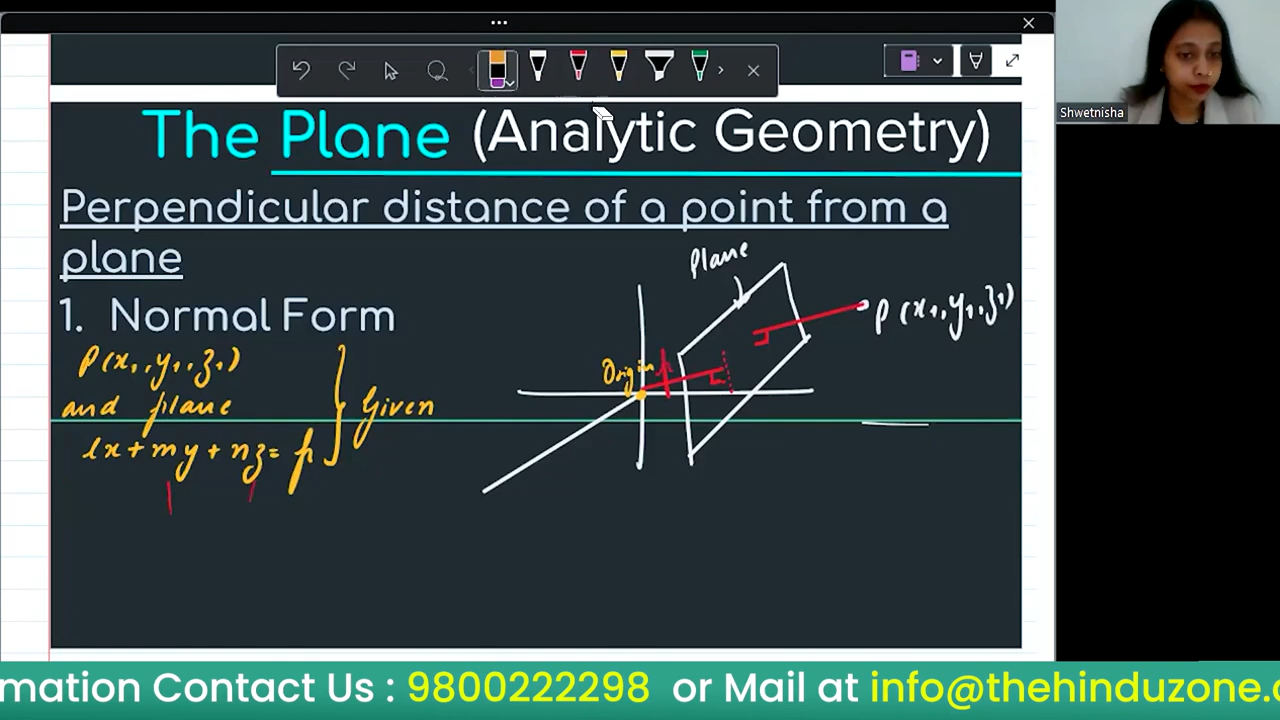 Shwetnisha
The Plane (Analytic Geometry)
Perpendicular distance of a point from a
plane
1. Normal Form
P(x₁, y₁, z₁)
and plane
lx + my + nz = p
Given
Plane
Origin
p
P(x₁, y₁, z₁)
mation Contact Us : 9800222298 or Mail at info@thehinduzone.c